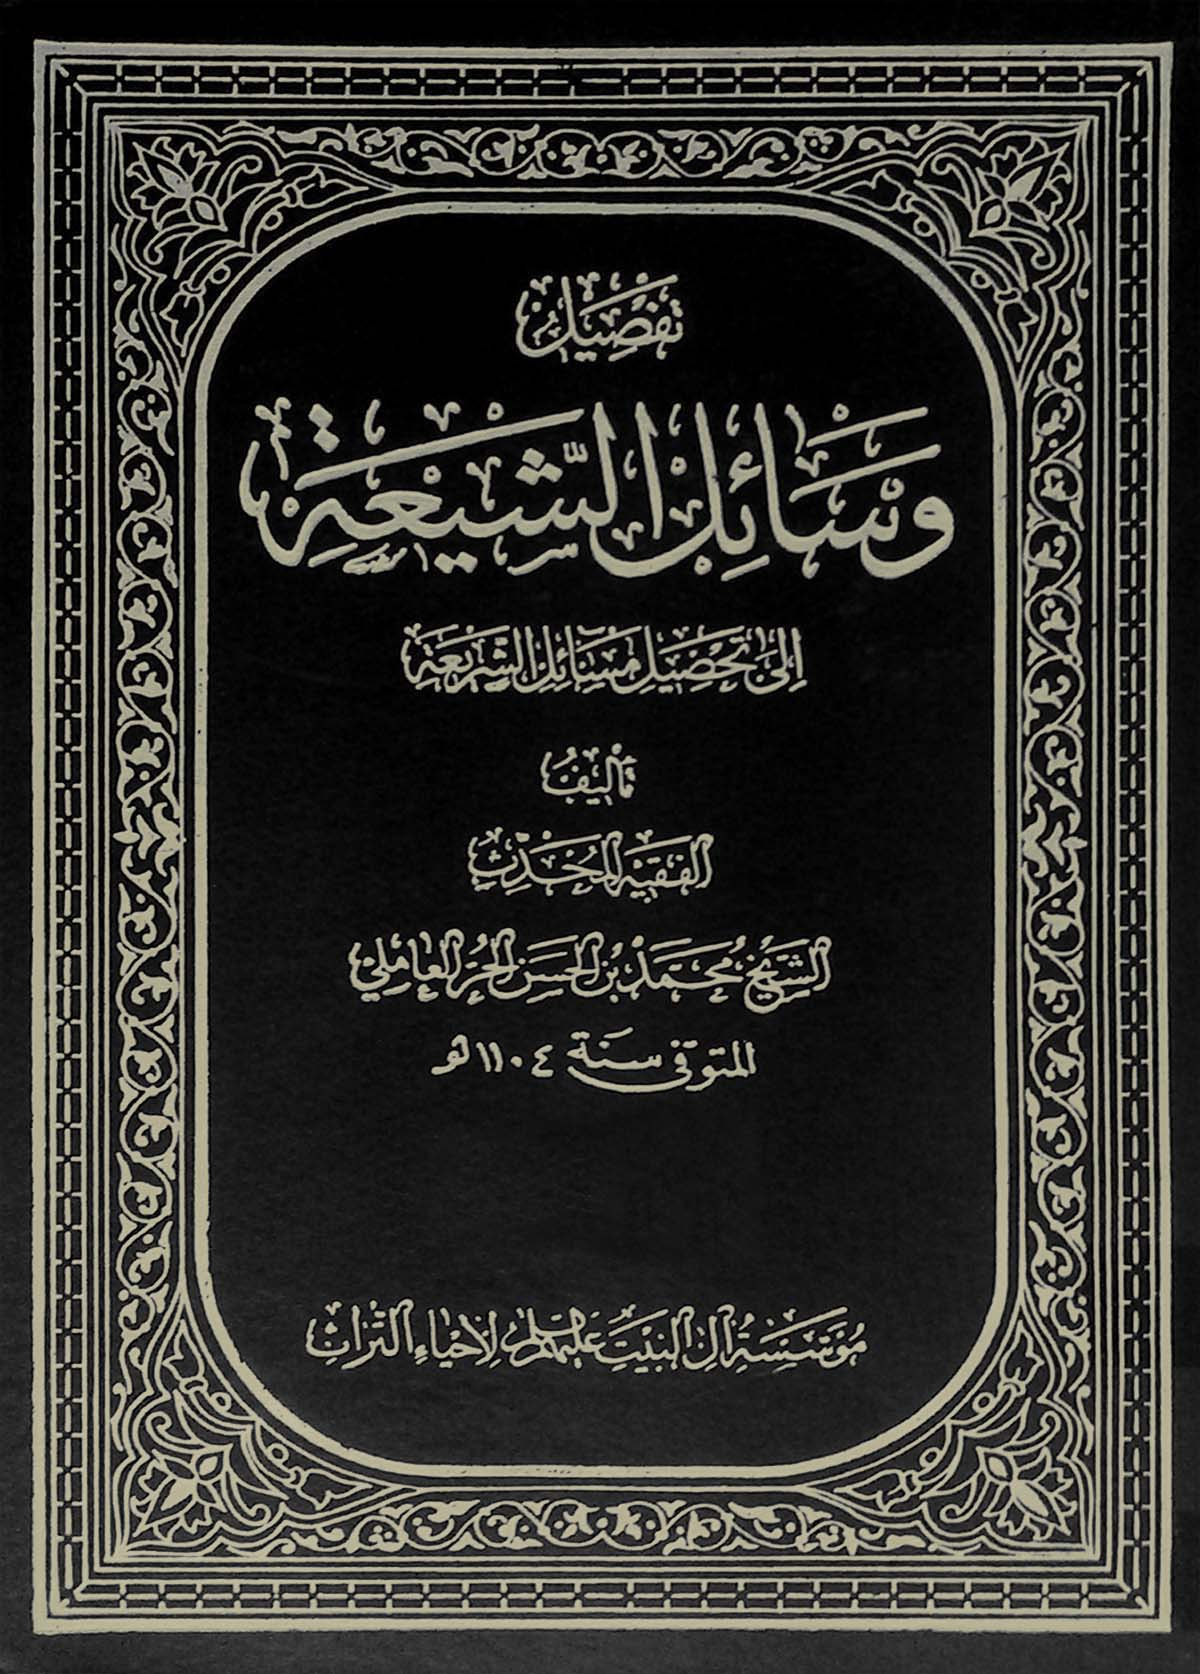 تفصيل
وسائل الشيعة
إلى تحصيل مسائل الشريعة
تأليف
الفقيه المحدث
الشيخ محمد بن الحسن الحر العاملي
المتوفى سنة ١١٠٤ هـ
مؤسسة آل البيت عليهم السلام لإحياء التراث